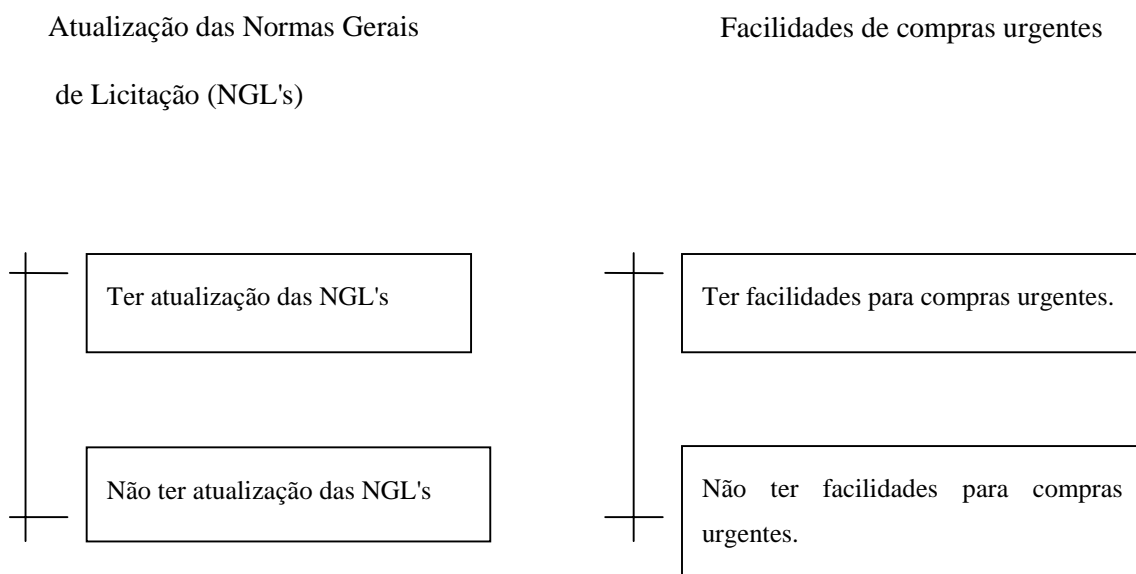 Atualização das Normas Gerais
de Licitação (NGL's)
Facilidades de compras urgentes
Ter atualização das NGL's
Não ter atualização das NGL's
Ter facilidades para compras urgentes.
Não ter facilidades para compras
urgentes.